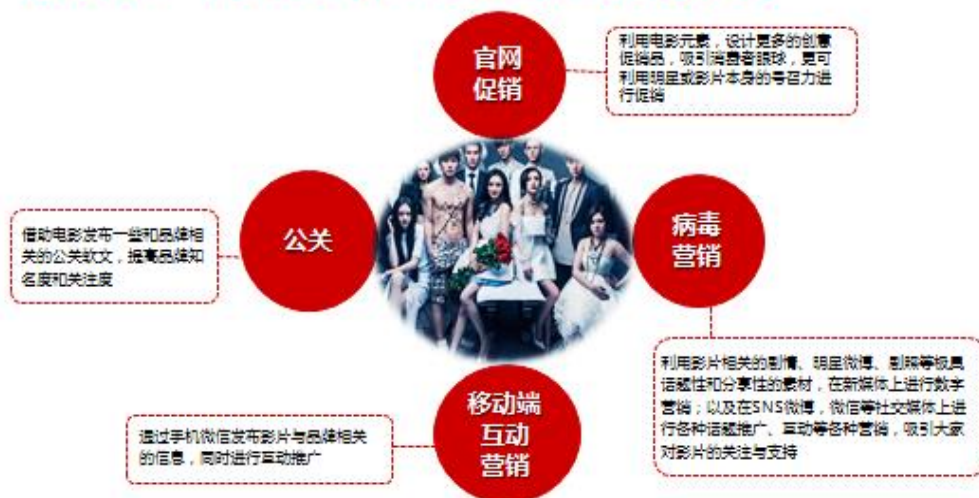 官网
促销
利用电影元素，设计更多的创意
促销品，吸引消费者眼球，更可
利用明星或影片本身的号召力进
行促销
公关
借助电影发布一些和品牌相
关的公关软文，提高品牌知
名度和关注度
病毒
营销
利用影片相关的剧情、明星微博、剧照等极具
话题性和分享性的素材，在新媒体上进行数字
营销；以及在SNS微博，微信等社交媒体上进
行各种话题推广、互动等各种营销，吸引大家
对影片的关注与支持
移动端
互动
营销
通过手机微信发布影片与品牌相关
的信息，同时进行互动推广